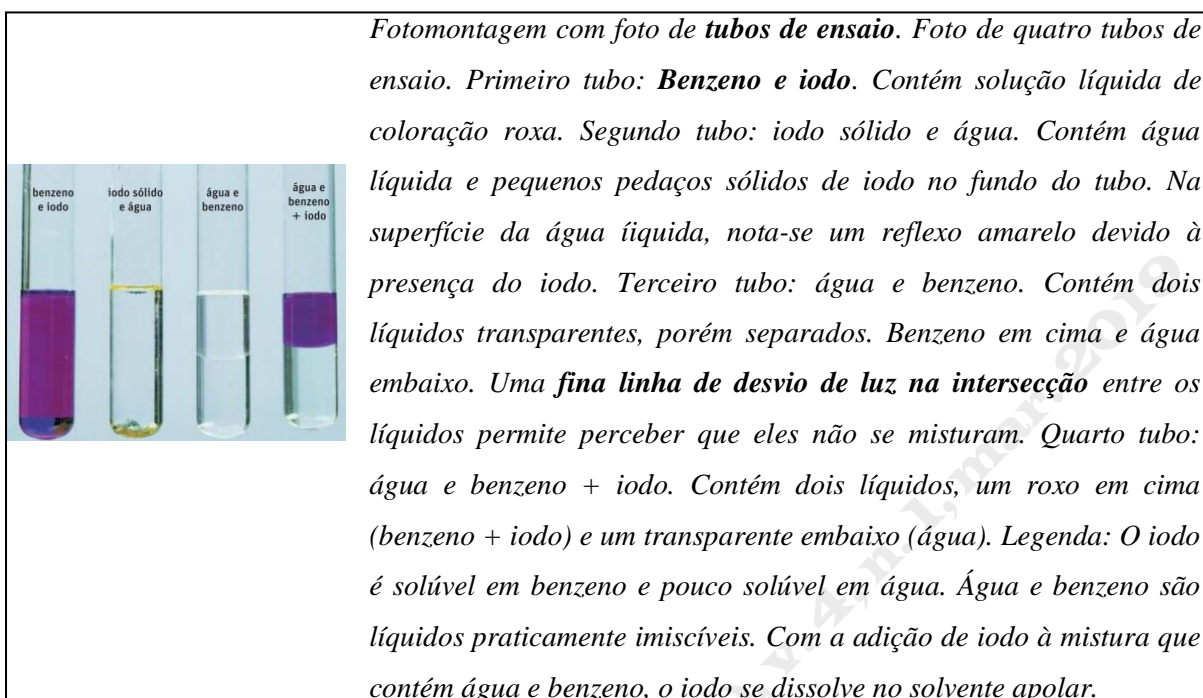 Fotomontagem com foto de tubos de ensaio. Foto de quatro tubos de
ensaio. Primeiro tubo: Benzeno e iodo. Contém solução líquida de
coloração roxa. Segundo tubo: iodo sólido e água. Contém água
líquida e pequenos pedaços sólidos de iodo no fundo do tubo. Na
superfície da água íiquida, nota-se um reflexo amarelo devido à
presença do iodo. Terceiro tubo: água e benzeno. Contém dois
líquidos transparentes, porém separados. Benzeno em cima e água
embaixo. Uma fina linha de desvio de luz na intersecção entre os
líquidos permite perceber que eles não se misturam. Quarto tubo:
água e benzeno + iodo. Contém dois líquidos, um roxo em cima
(benzeno + iodo) e um transparente embaixo (água). Legenda: O iodo
é solúvel em benzeno e pouco solúvel em água. Água e benzeno são
líquidos praticamente imiscíveis. Com a adição de iodo à mistura que
contém água e benzeno, o iodo se dissolve no solvente apolar.
benzeno
e iodo
iodo sólido
e água
água e
benzeno
água e
benzeno
+ iodo
v. 4, n. 1, mar. 2019